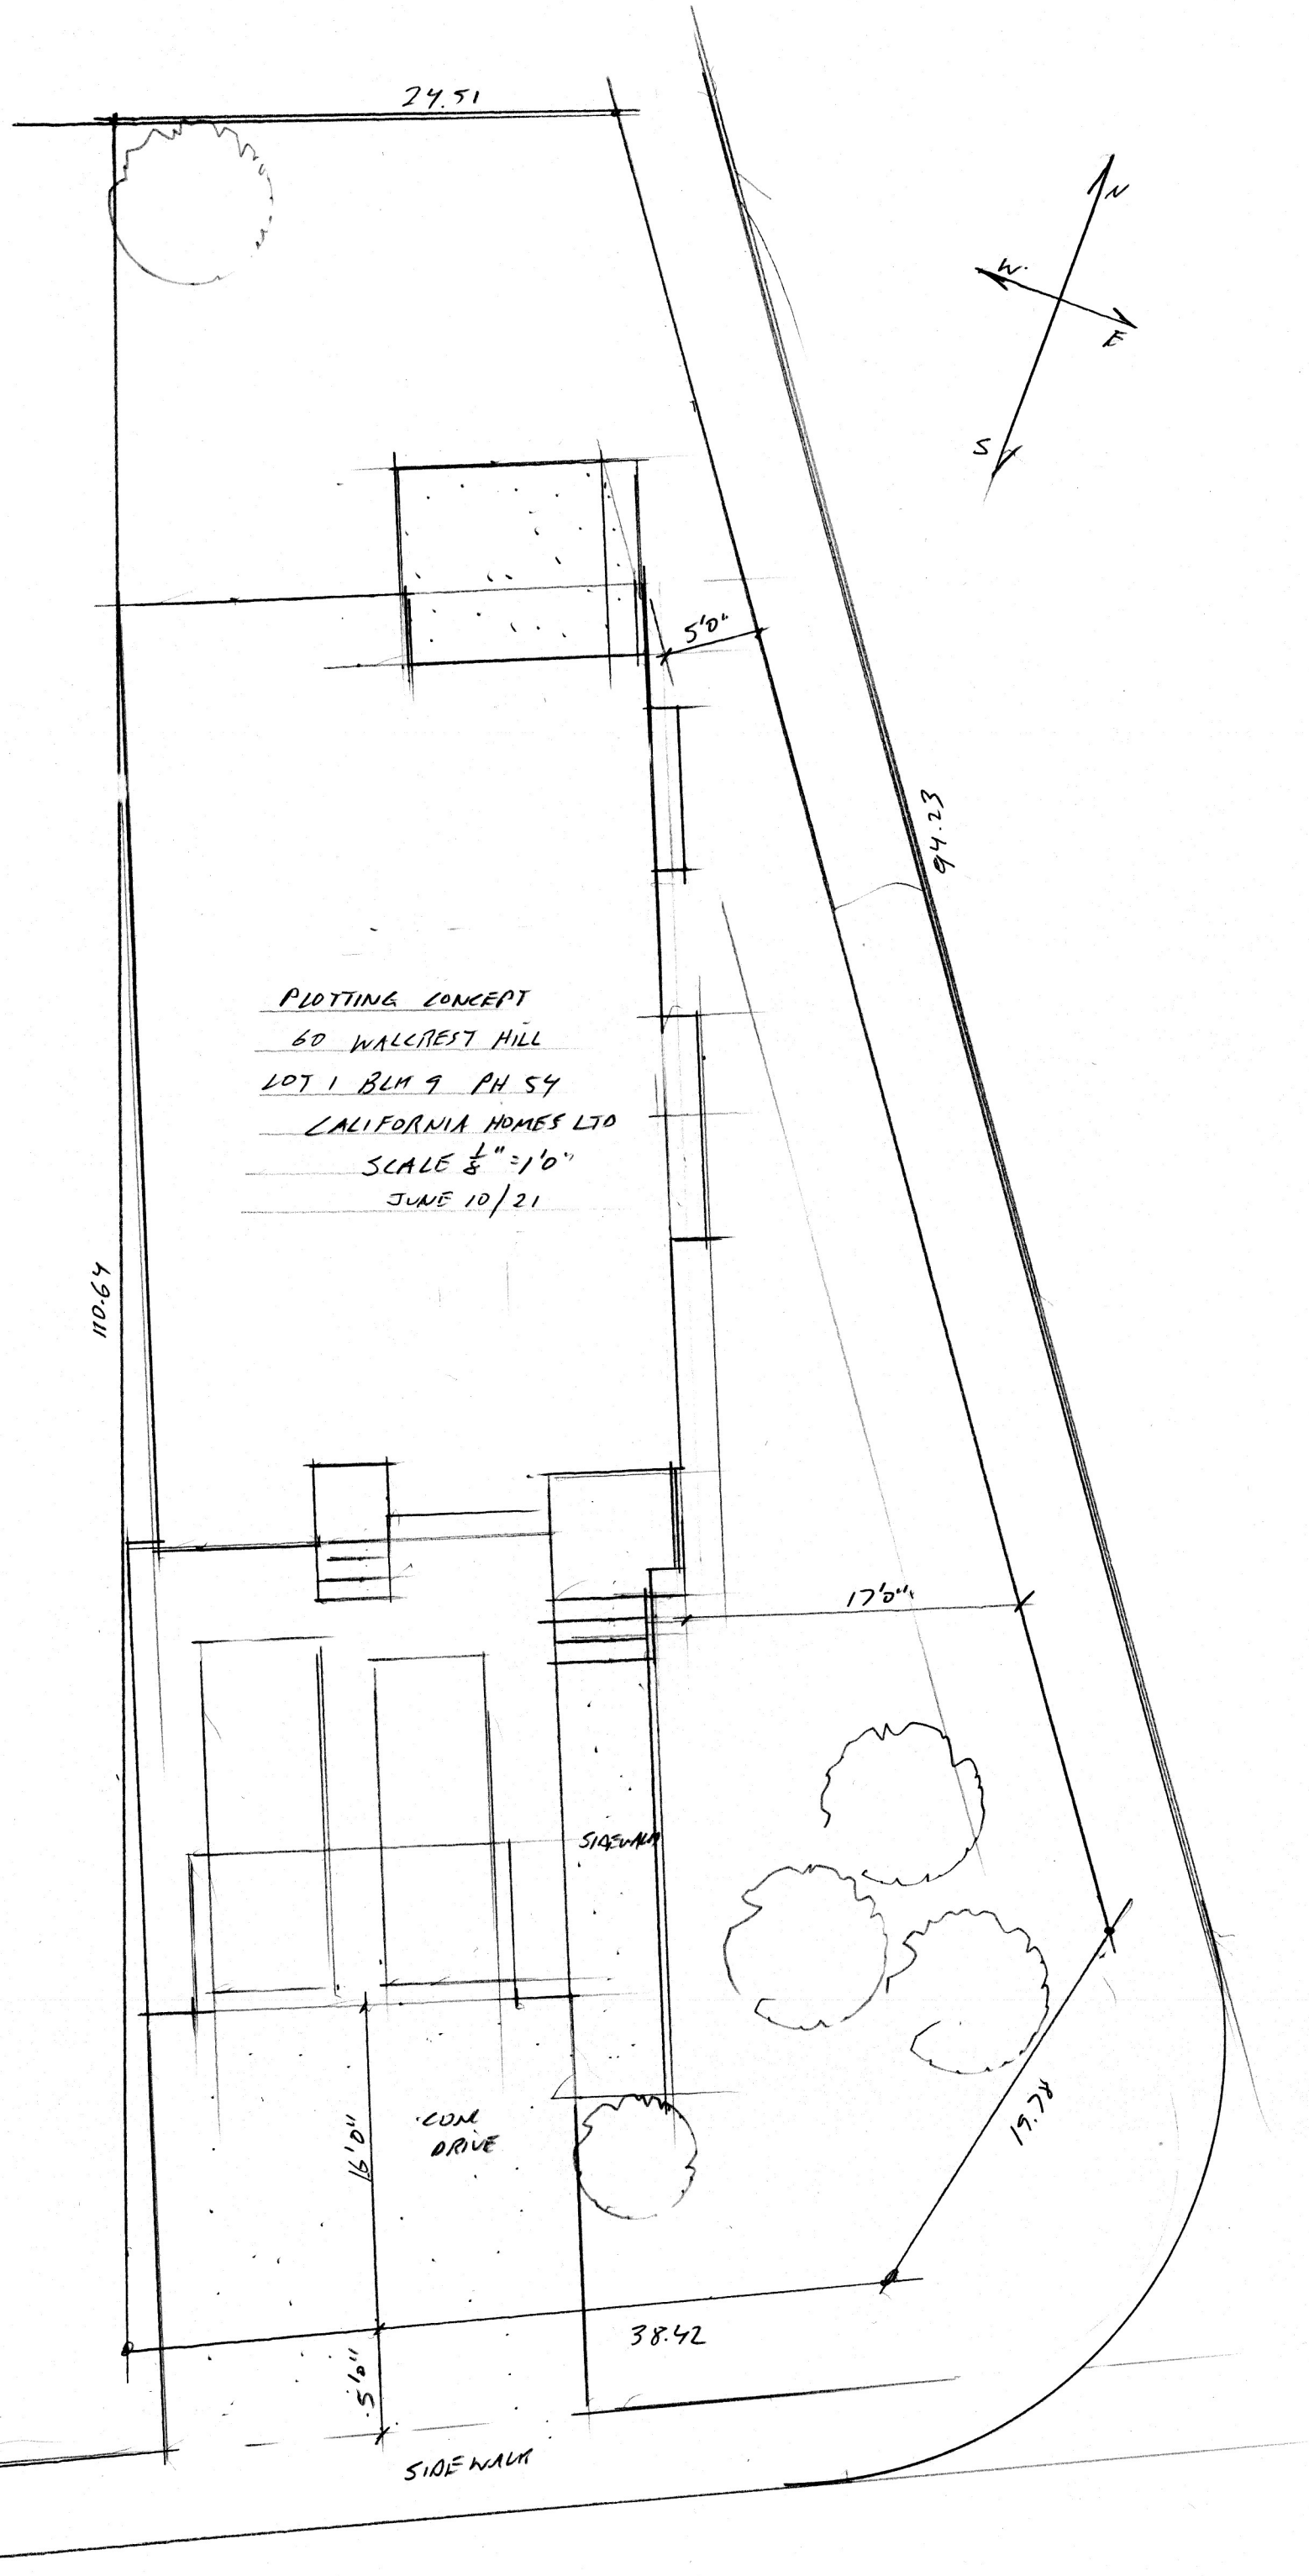 24.51
N
W.
E
S
5'0"
94.23
PLOTTING CONCEPT
60 WALLCREST HILL
LOT 1 BLK 9 PH 54
CALIFORNIA HOMES LTD
SCALE 1/8" = 1'0"
JUNE 10/21
110.64
17'0"
SIDEWALK
19.78
16'0"
CONC
DRIVE
38.42
5'0"
SIDEWALK